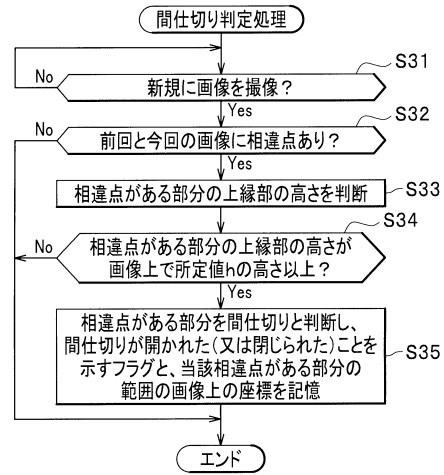 間仕切り判定処理
S31
No
新規に画像を撮像？
Yes
S32
No
前回と今回の画像に相違点あり？
Yes
相違点がある部分の上縁部の高さを判断
S33
S34
No
相違点がある部分の上縁部の高さが
画像上で所定値hの高さ以上？
Yes
相違点がある部分を間仕切りと判断し、
間仕切りが開かれた（又は閉じられた）ことを
示すフラグと、当該相違点がある部分の
範囲の画像上の座標を記憶
S35
エンド